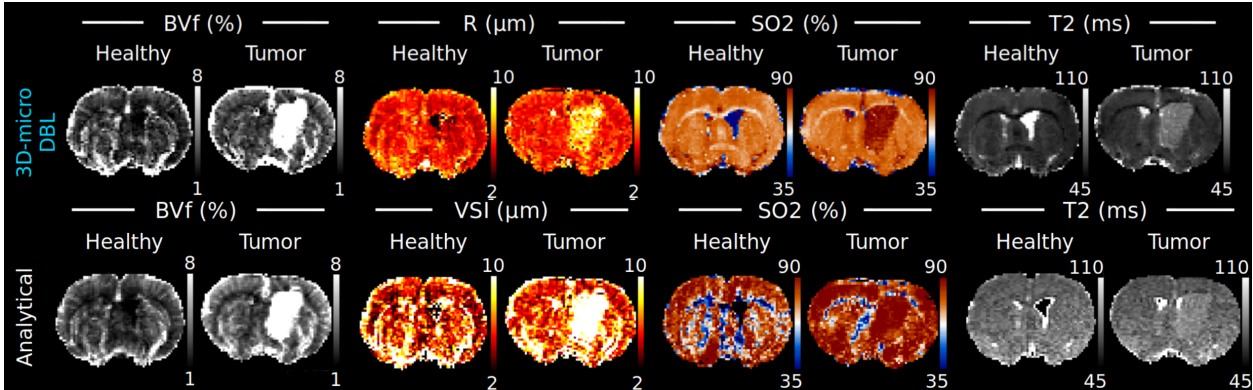 BVf (%) R (μm) SO2 (%) T2 (ms)
Healthy Tumor Healthy Tumor Healthy Tumor Healthy Tumor
8 8 10 10 90 90 110 110
3D-micro
DBL
1 1 2 2 35 35 45 45
BVf (%) VSI (μm) SO2 (%) T2 (ms)
Healthy Tumor Healthy Tumor Healthy Tumor Healthy Tumor
8 8 10 10 90 90 110 110
Analytical
1 1 2 2 35 35 45 45